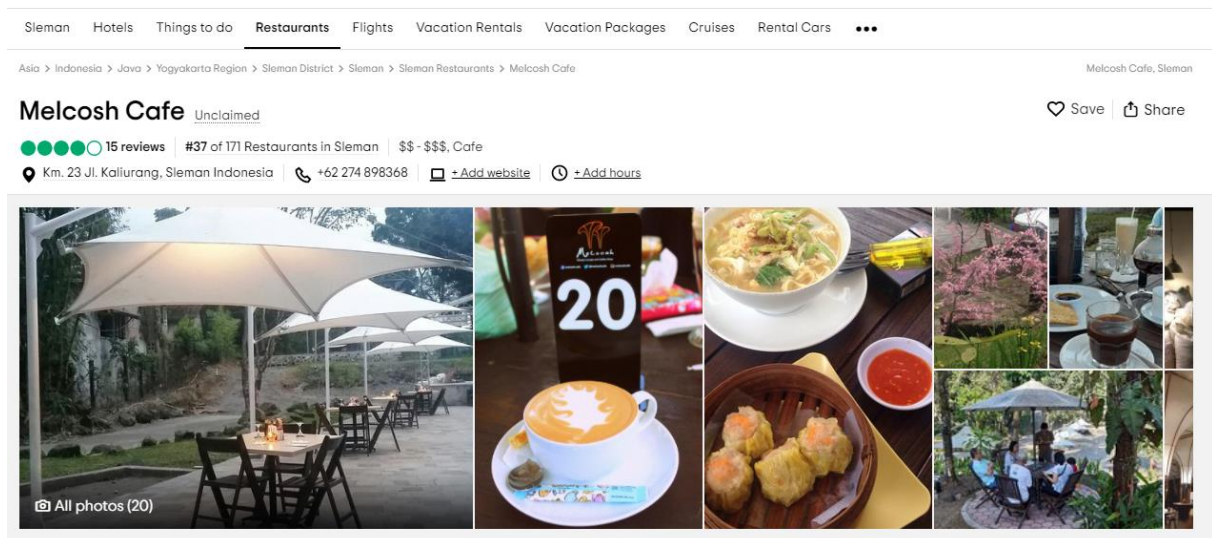 Sleman Hotels Things to do Restaurants Flights Vacation Rentals Vacation Packages Cruises Rental Cars •••
Asia > Indonesia > Java > Yogyakarta Region > Sleman District > Sleman > Sleman Restaurants > Melcosh Cafe Melcosh Cafe, Sleman
Melcosh Cafe Unclaimed Save Share
15 reviews #37 of 171 Restaurants in Sleman $$ - $$$, Cafe
Km. 23 Jl. Kaliurang, Sleman Indonesia +62 274 898368 + Add website + Add hours
Melcosh
20
All photos (20)